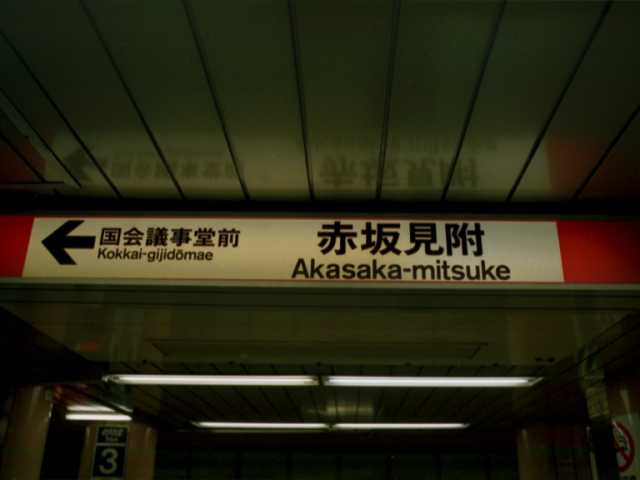 国会議事堂前
Kokkai-gijidōmae
赤坂見附
Akasaka-mitsuke
3